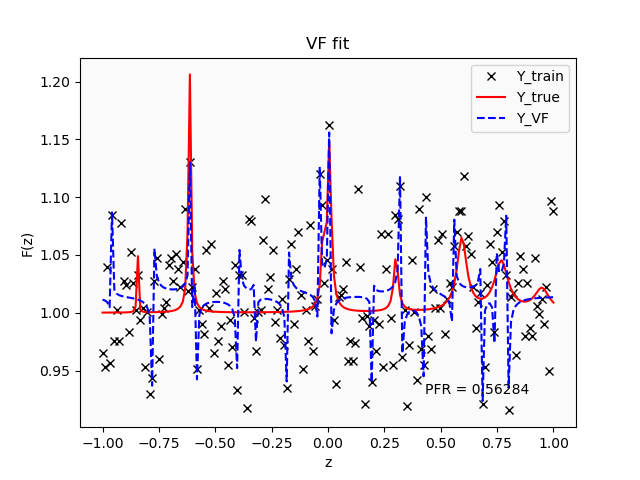 VF fit
Y_train
Y_true
Y_VF
1.20
1.15
1.10
1.05
1.00
0.95
F(z)
PFR = 0.56284
−1.00 −0.75 −0.50 −0.25 0.00 0.25 0.50 0.75 1.00
z